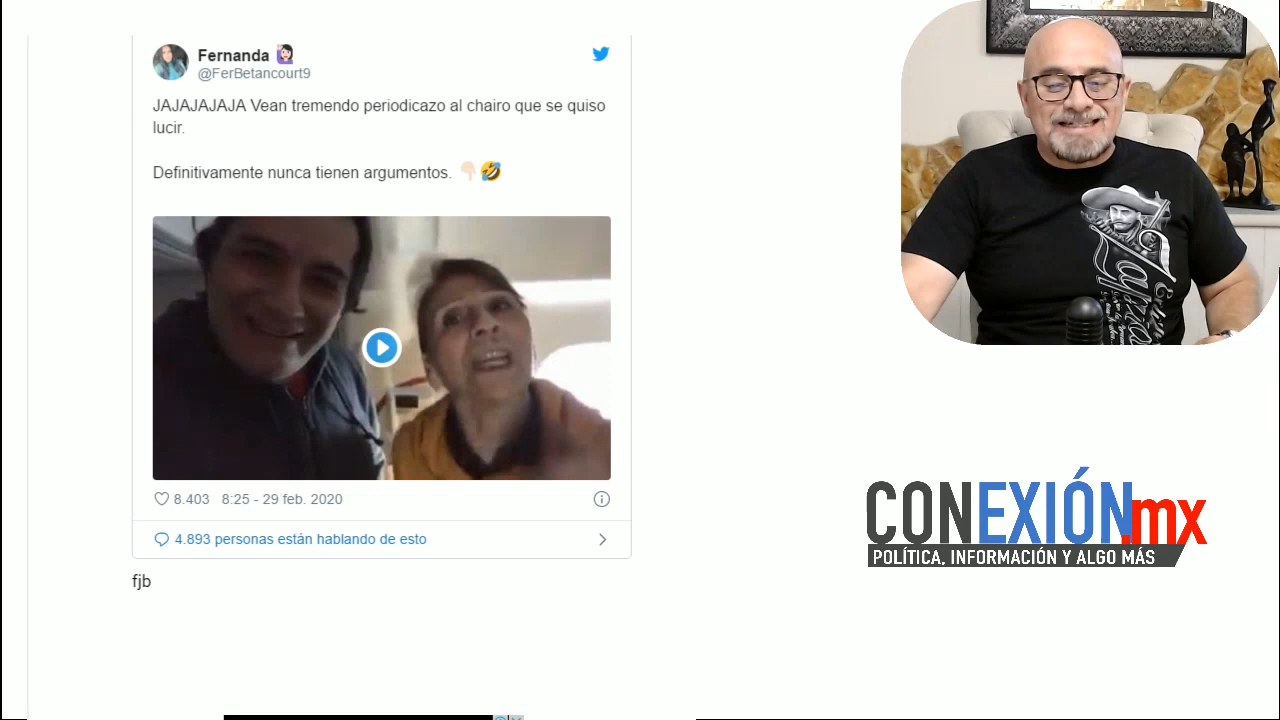 Fernanda
@FerBetancourt9
JAJAJAJAJA Vean tremendo periodicazo al chairo que se quiso
lucir.
Definitivamente nunca tienen argumentos. 👇🏻🤣
8.403 8:25 - 29 feb. 2020
4.893 personas están hablando de esto
fjb
Zapata
CONEXIÓN.mx
POLÍTICA, INFORMACIÓN Y ALGO MÁS